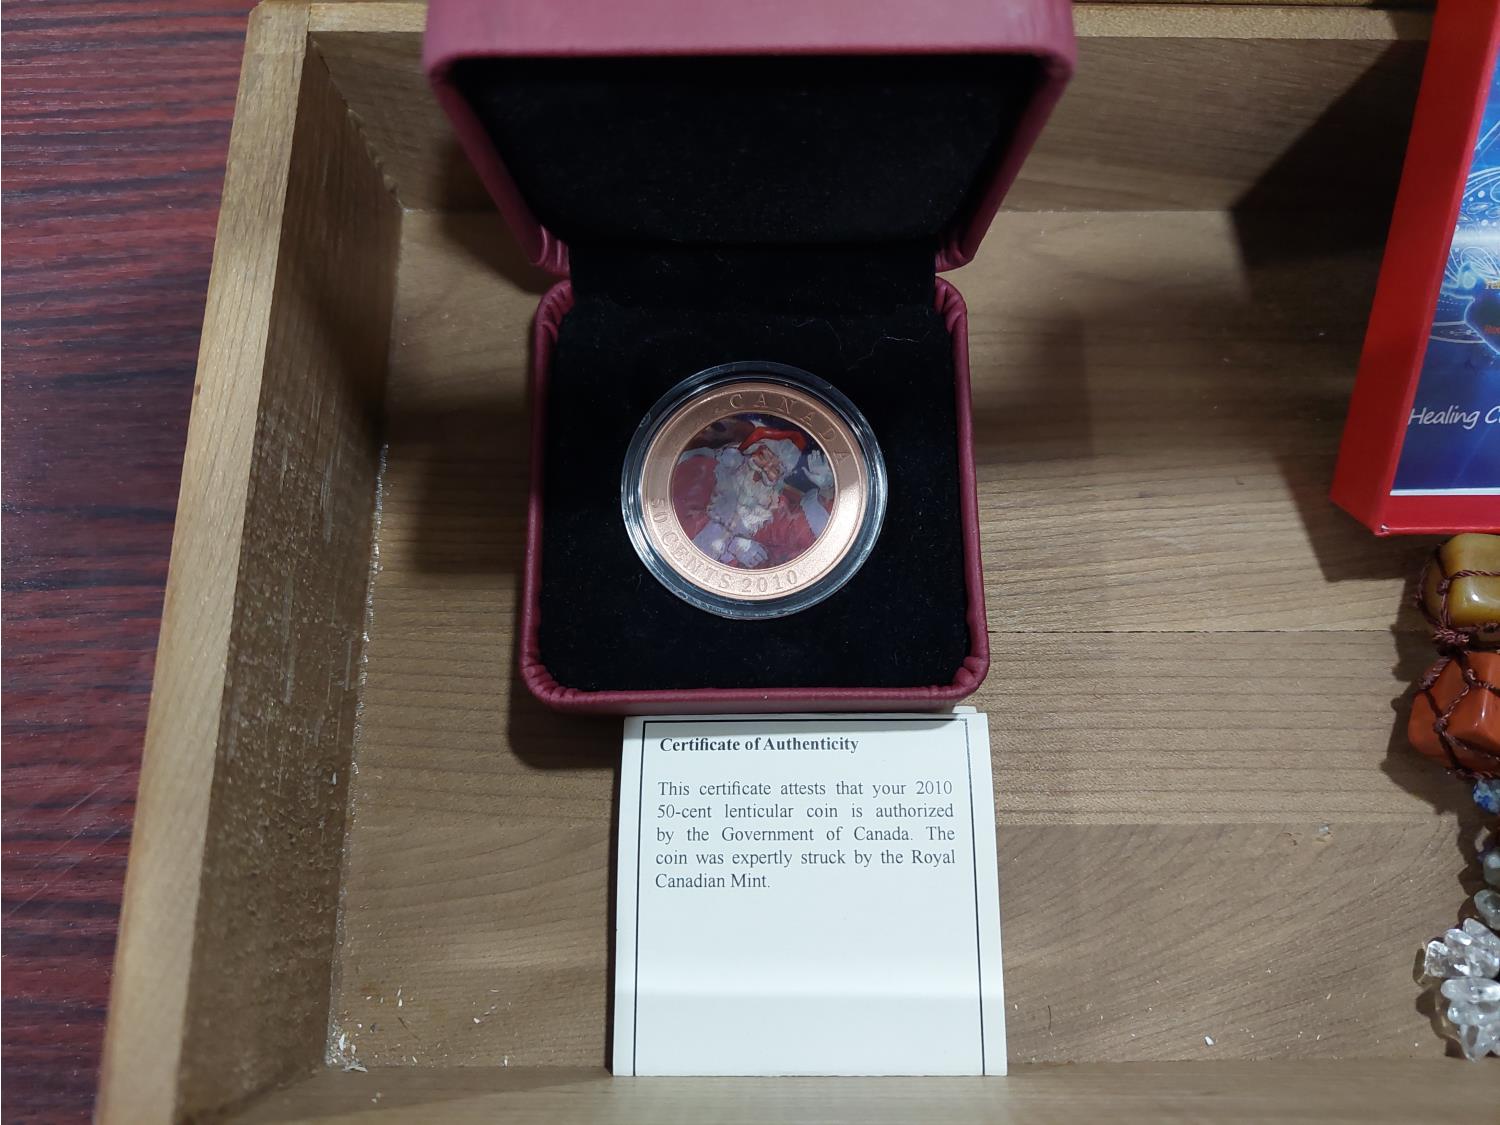 CANADA
50 CENTS 2010
Healing
Certificate of Authenticity
This certificate attests that your 2010
50-cent lenticular coin is authorized
by the Government of Canada. The
coin was expertly struck by the Royal
Canadian Mint.